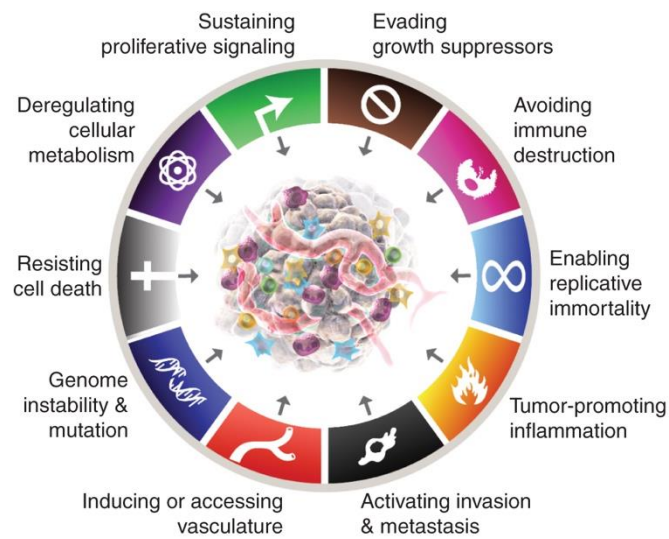 Sustaining
proliferative signaling
Evading
growth suppressors
Deregulating
cellular
metabolism
Avoiding
immune
destruction
Resisting
cell death
Enabling
replicative
immortality
Genome
instability &
mutation
Tumor-promoting
inflammation
Inducing or accessing
vasculature
Activating invasion
& metastasis